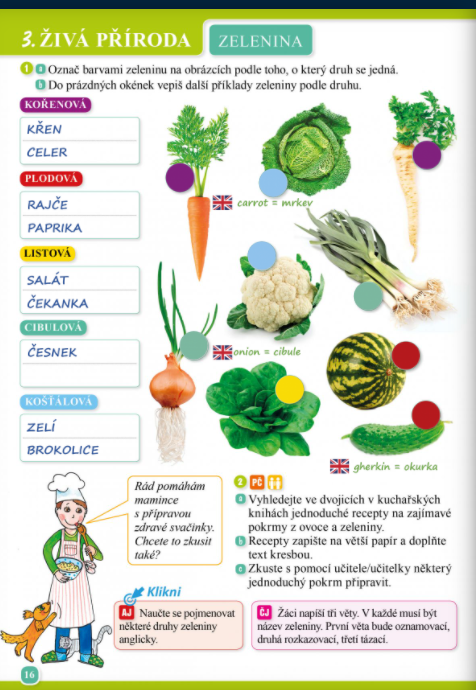 3. ŽIVÁ PŘÍRODA
ZELENINA
1 a Označ barvami zeleninu na obrázcích podle toho, o který druh se jedná.
b Do prázdných okének vepiš další příklady zeleniny podle druhu.
KOŘENOVÁ
KŘEN
CELER
PLODOVÁ
RAJČE
PAPRIKA
LISTOVÁ
SALÁT
ČEKANKA
CIBULOVÁ
ČESNEK
KOŠŤÁLOVÁ
ZELÍ
BROKOLICE
carrot = mrkev
onion = cibule
gherkin = okurka
Rád pomáhám
mamince
s přípravou
zdravé svačinky.
Chcete to zkusit
také?
2 PČ
a Vyhledejte ve dvojicích v kuchařských
knihách jednoduché recepty na zajímavé
pokrmy z ovoce a zeleniny.
b Recepty zapište na větší papír a doplňte
text kresbou.
c Zkuste s pomocí učitele/učitelky některý
jednoduchý pokrm připravit.
Klikni
AJ Naučte se pojmenovat
některé druhy zeleniny
anglicky.
ČJ Žáci napíší tři věty. V každé musí být
název zeleniny. První věta bude oznamovací,
druhá rozkazovací, třetí tázací.
16